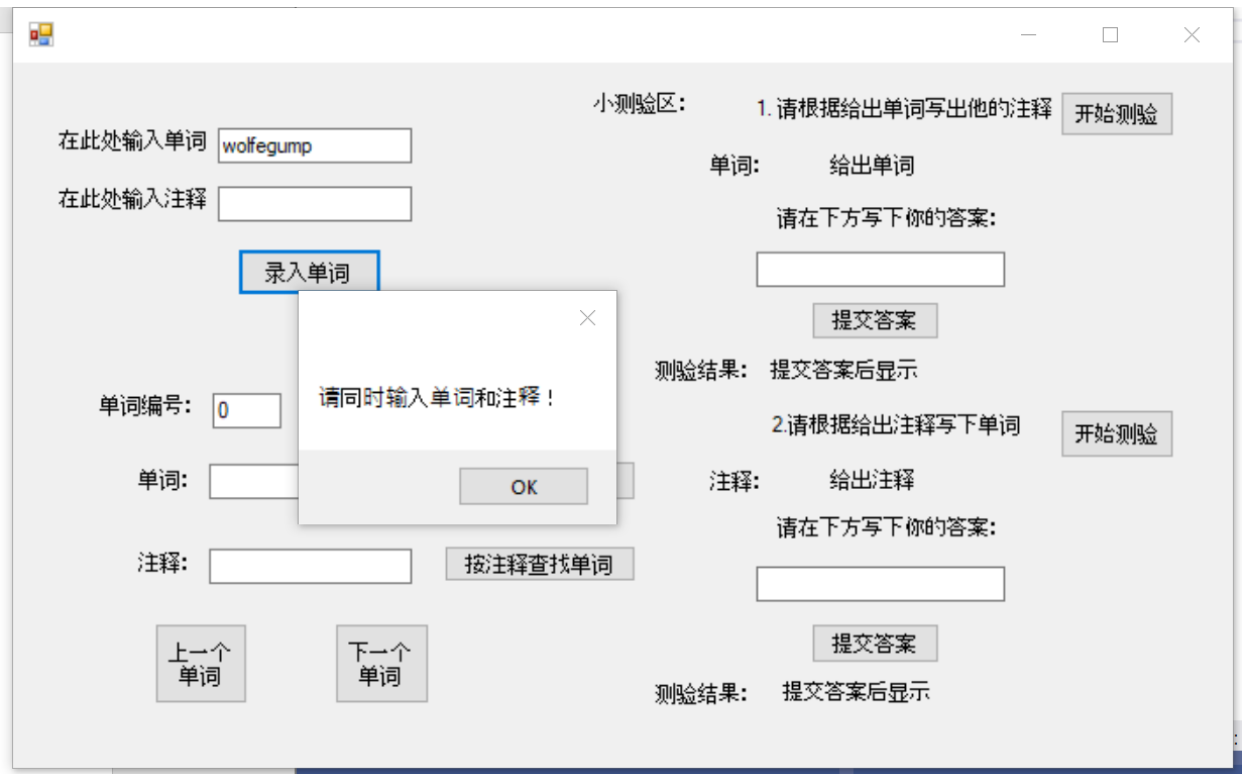 小测验区：
1. 请根据给出单词写出他的注释
开始测验
在此处输入单词
wolfegump
单词：
给出单词
在此处输入注释
请在下方写下你的答案：
录入单词
提交答案
请同时输入单词和注释！
OK
测验结果：
提交答案后显示
单词编号：
0
2.请根据给出注释写下单词
开始测验
单词：
注释：
给出注释
请在下方写下你的答案：
注释：
按注释查找单词
上一个
单词
下一个
单词
提交答案
测验结果：
提交答案后显示